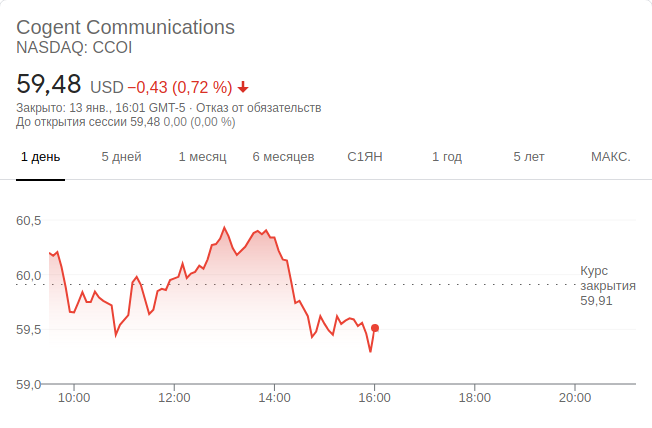 Cogent Communications
NASDAQ: CCOI
59,48 USD −0,43 (0,72 %)
Закрыто: 13 янв., 16:01 GMT-5 · Отказ от обязательств
До открытия сессии 59,48 0,00 (0,00 %)
1 день 5 дней 1 месяц 6 месяцев С1ЯН 1 год 5 лет МАКС.
60,5
60,0
59,5
59,0
Курс
закрытия
59,91
10:00 12:00 14:00 16:00 18:00 20:00